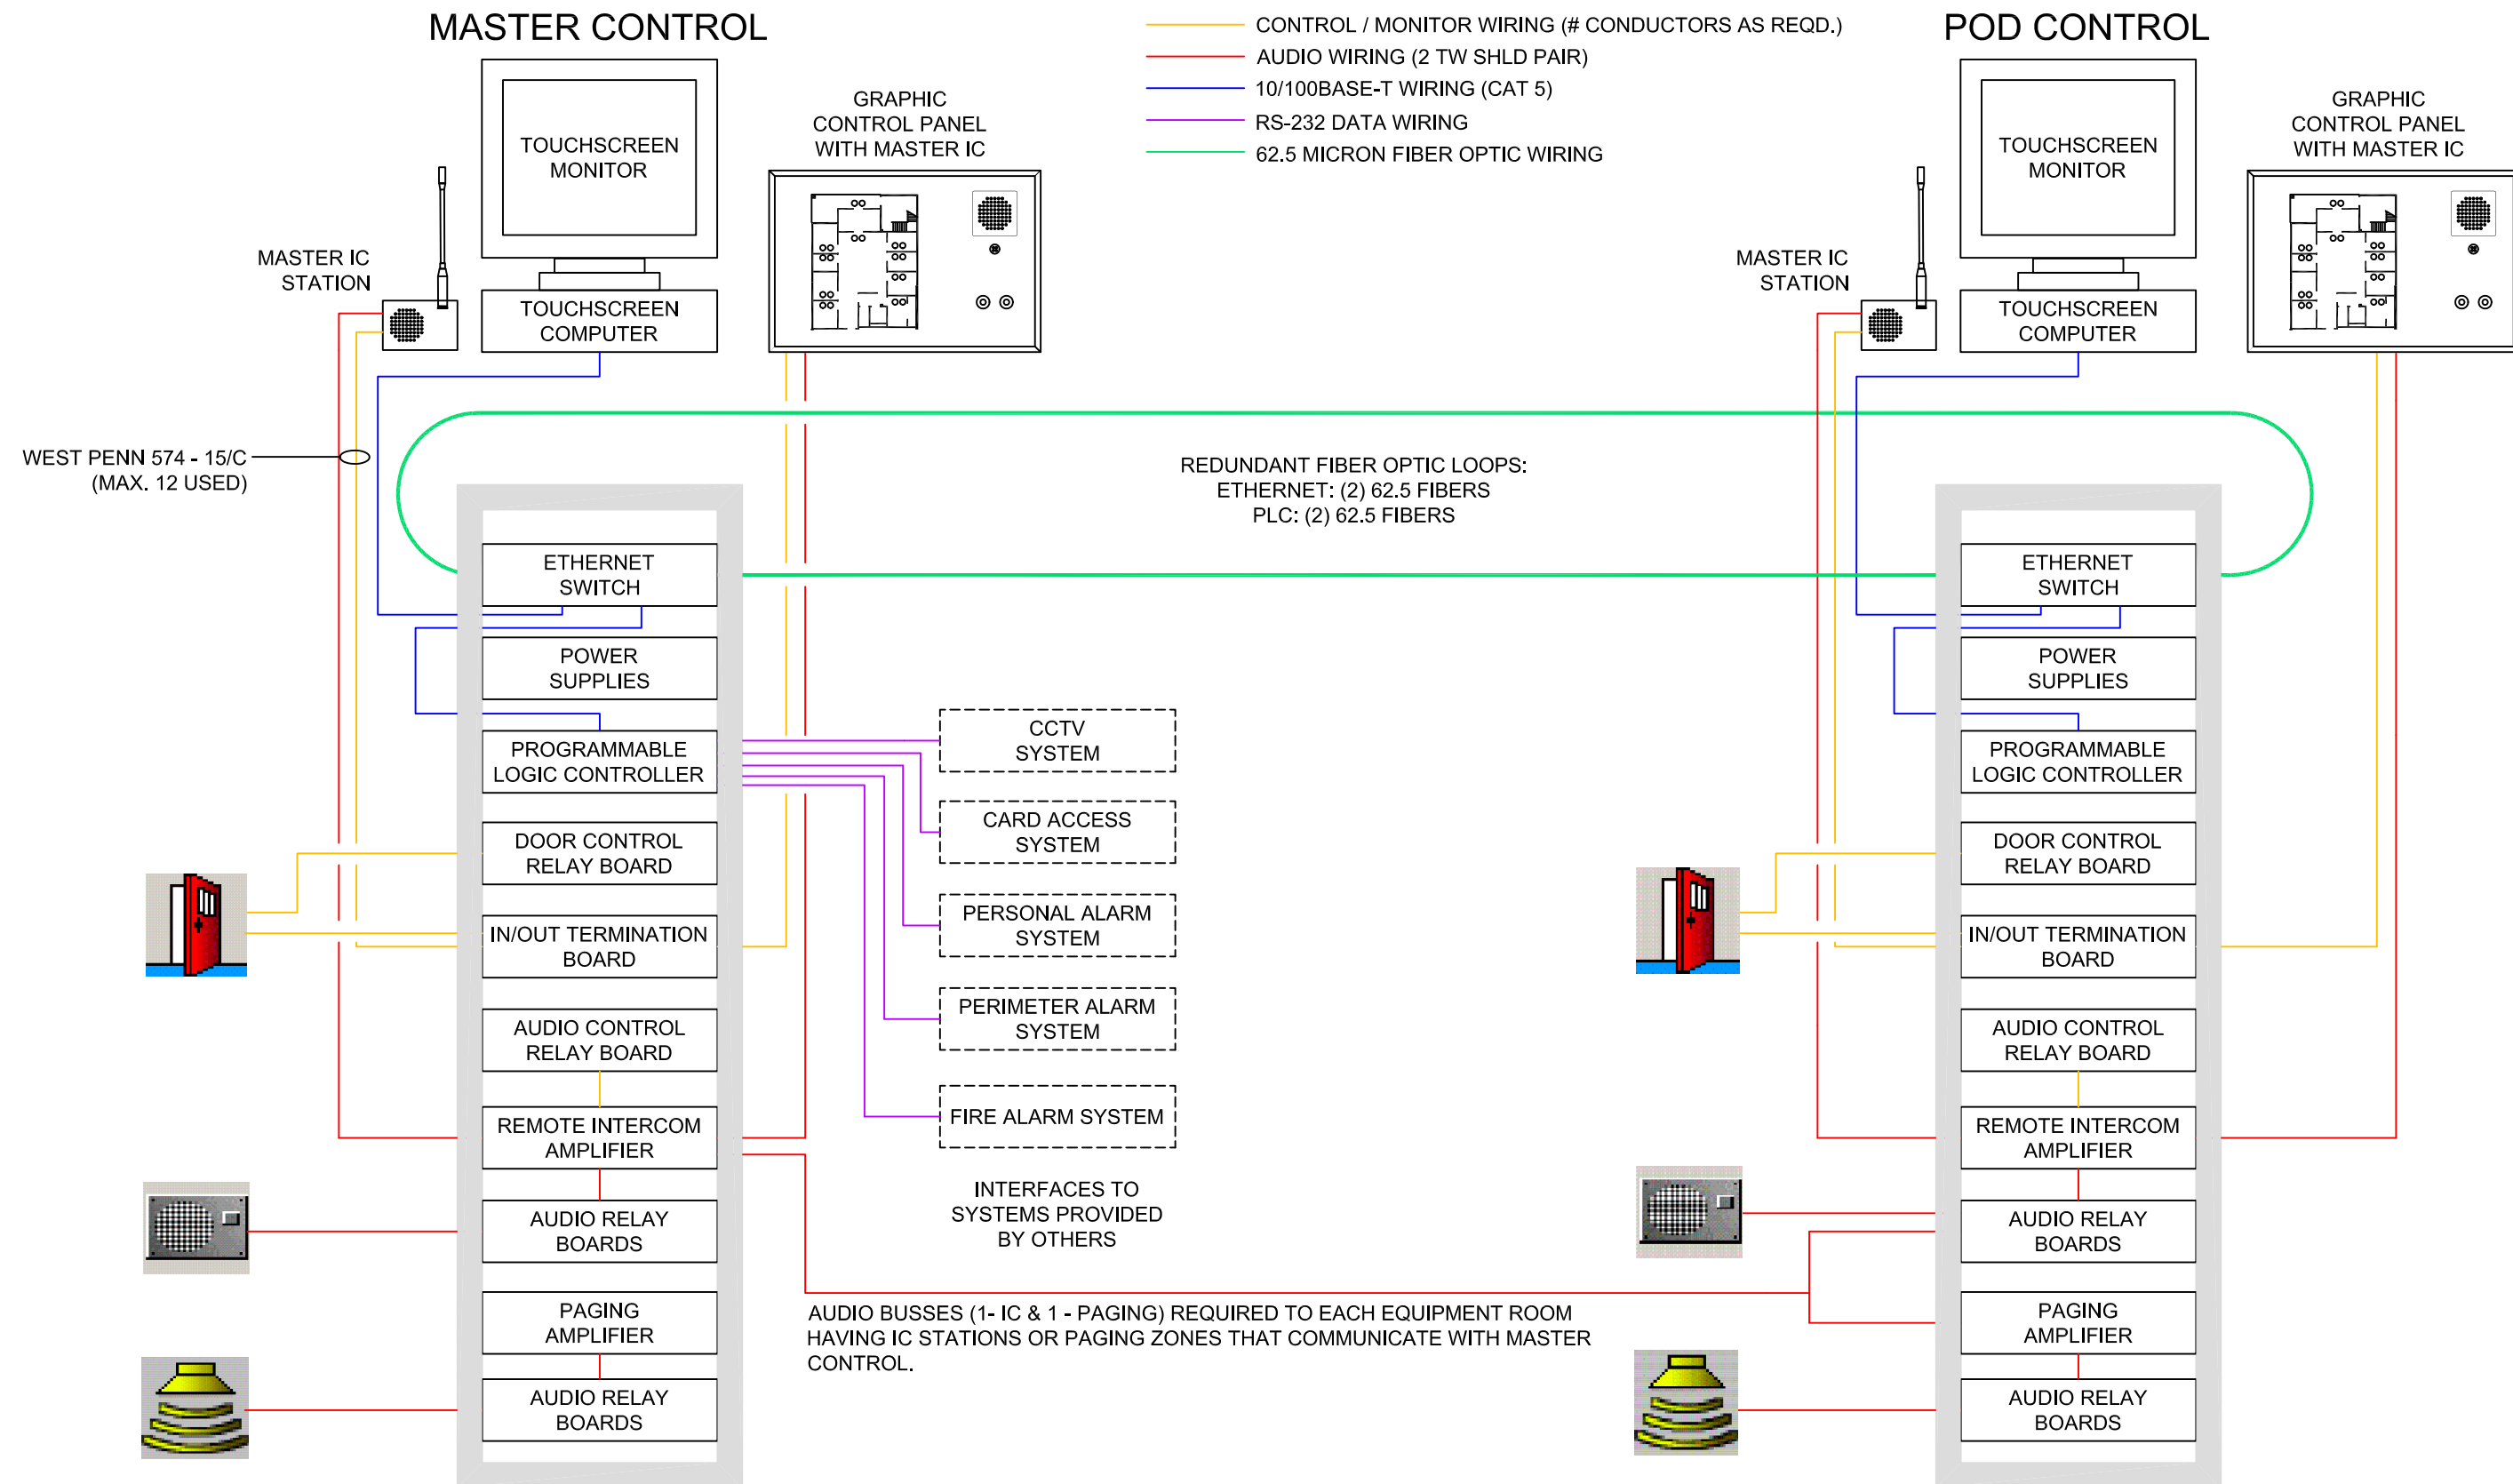 MASTER CONTROL
CONTROL / MONITOR WIRING (# CONDUCTORS AS REQD.)
AUDIO WIRING (2 TW SHLD PAIR)
10/100BASE-T WIRING (CAT 5)
RS-232 DATA WIRING
62.5 MICRON FIBER OPTIC WIRING
POD CONTROL
TOUCHSCREEN
MONITOR
GRAPHIC
CONTROL PANEL
WITH MASTER IC
MASTER IC
STATION
TOUCHSCREEN
COMPUTER
TOUCHSCREEN
MONITOR
GRAPHIC
CONTROL PANEL
WITH MASTER IC
MASTER IC
STATION
TOUCHSCREEN
COMPUTER
WEST PENN 574 - 15/C
(MAX. 12 USED)
REDUNDANT FIBER OPTIC LOOPS:
ETHERNET: (2) 62.5 FIBERS
PLC: (2) 62.5 FIBERS
ETHERNET
SWITCH
POWER
SUPPLIES
PROGRAMMABLE
LOGIC CONTROLLER
DOOR CONTROL
RELAY BOARD
IN/OUT TERMINATION
BOARD
AUDIO CONTROL
RELAY BOARD
REMOTE INTERCOM
AMPLIFIER
AUDIO RELAY
BOARDS
PAGING
AMPLIFIER
AUDIO RELAY
BOARDS
CCTV
SYSTEM
CARD ACCESS
SYSTEM
PERSONAL ALARM
SYSTEM
PERIMETER ALARM
SYSTEM
FIRE ALARM SYSTEM
INTERFACES TO
SYSTEMS PROVIDED
BY OTHERS
AUDIO BUSSES (1- IC & 1 - PAGING) REQUIRED TO EACH EQUIPMENT ROOM
HAVING IC STATIONS OR PAGING ZONES THAT COMMUNICATE WITH MASTER
CONTROL.
ETHERNET
SWITCH
POWER
SUPPLIES
PROGRAMMABLE
LOGIC CONTROLLER
DOOR CONTROL
RELAY BOARD
IN/OUT TERMINATION
BOARD
AUDIO CONTROL
RELAY BOARD
REMOTE INTERCOM
AMPLIFIER
AUDIO RELAY
BOARDS
PAGING
AMPLIFIER
AUDIO RELAY
BOARDS